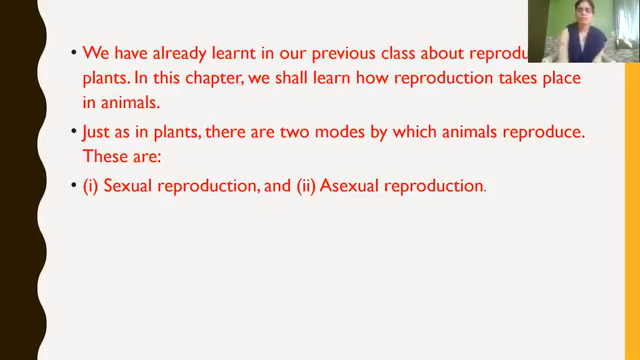 • We have already learnt in our previous class about
plants. In this chapter, we shall learn how reproduction takes place
in animals.
• Just as in plants, there are two modes by which animals reproduce.
These are:
• (i) Sexual reproduction, and (ii) Asexual reproduction.